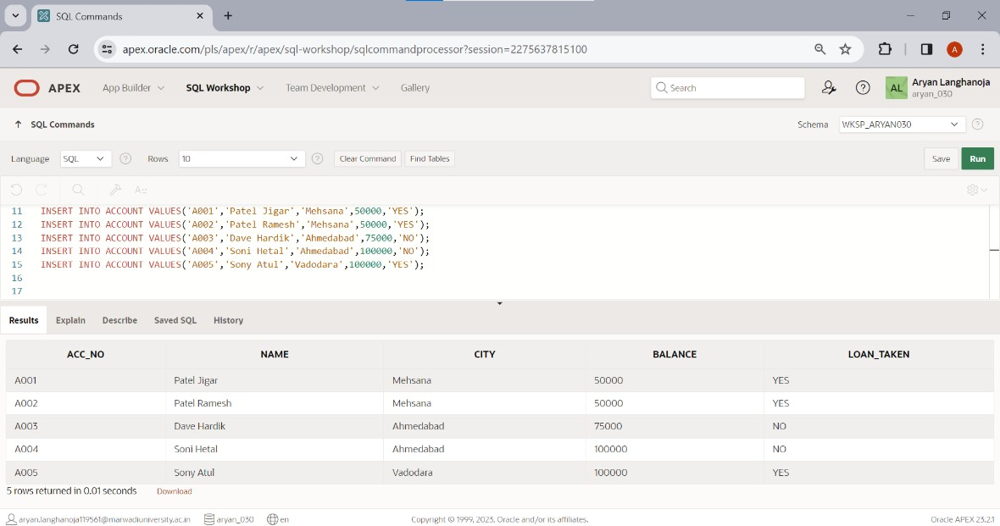 SQL Commands
apex.oracle.com/pls/apex/r/apex/sql-workshop/sqlcommandprocessor?session=2275637815100
A
APEX App Builder SQL Workshop Team Development Gallery Search AL Aryan Langhanoja
aryan_030
SQL Commands Schema WKSP_ARYAN030
Language SQL Rows 10 Clear Command Find Tables Save Run
11 INSERT INTO ACCOUNT VALUES('A001','Patel Jigar','Mehsana',50000,'YES');
12 INSERT INTO ACCOUNT VALUES('A002','Patel Ramesh','Mehsana',50000,'YES');
13 INSERT INTO ACCOUNT VALUES('A003','Dave Hardik','Ahmedabad',75000,'NO');
14 INSERT INTO ACCOUNT VALUES('A004','Soni Hetal','Ahmedabad',100000,'NO');
15 INSERT INTO ACCOUNT VALUES('A005','Sony Atul','Vadodara',100000,'YES');
16
17
Results Explain Describe Saved SQL History
ACC_NO NAME CITY BALANCE LOAN_TAKEN
A001 Patel Jigar Mehsana 50000 YES
A002 Patel Ramesh Mehsana 50000 YES
A003 Dave Hardik Ahmedabad 75000 NO
A004 Soni Hetal Ahmedabad 100000 NO
A005 Sony Atul Vadodara 100000 YES
5 rows returned in 0.01 seconds Download
aryan.langhanoja119561@marwadiuniversity.ac.in aryan_030 en Copyright © 1999, 2023, Oracle and/or its affiliates. Oracle APEX 23.2.1